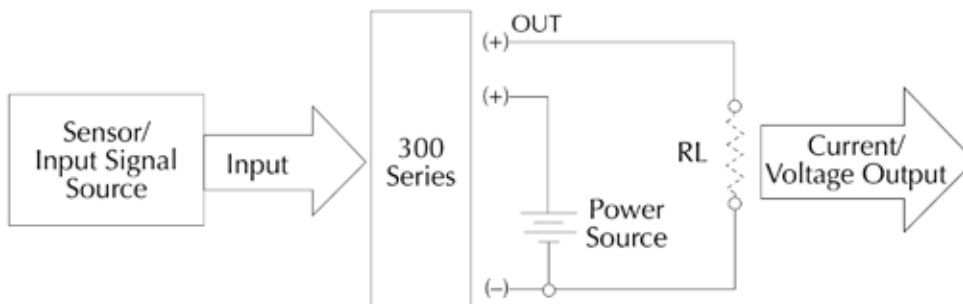 Sensor/
Input Signal
Source
Input
300
Series
(+)
OUT
(+)
(–)
Power
Source
RL
Current/
Voltage Output